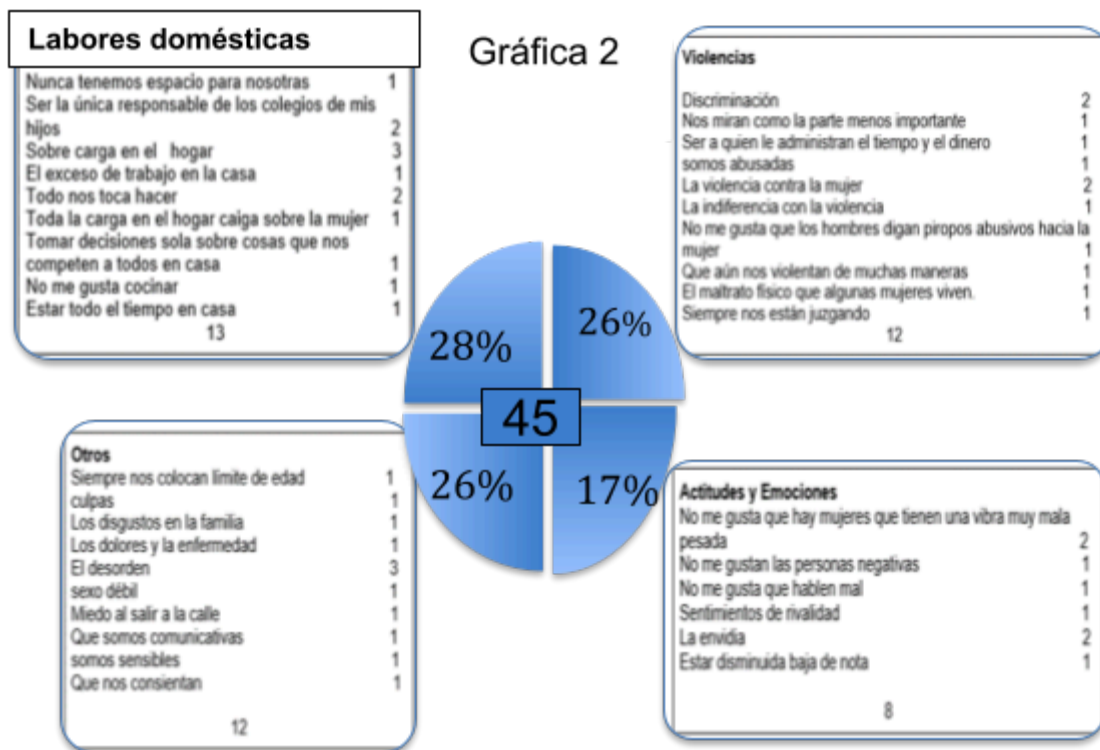 Gráfica 2
Labores domésticas
Nunca tenemos espacio para nosotras 1
Ser la única responsable de los colegios de mis
hijos 2
Sobre carga en el hogar 3
El exceso de trabajo en la casa 1
Todo nos toca hacer 2
Toda la carga en el hogar caiga sobre la mujer 1
Tomar decisiones sola sobre cosas que nos
competen a todos en casa 1
No me gusta cocinar 1
Estar todo el tiempo en casa 1
13
Violencias
Discriminación 2
Nos miran como la parte menos importante 1
Ser a quien le administran el tiempo y el dinero 1
somos abusadas 1
La violencia contra la mujer 2
La indiferencia con la violencia 1
No me gusta que los hombres digan piropos abusivos hacia la
mujer 1
Que aún nos violentan de muchas maneras 1
El maltrato físico que algunas mujeres viven. 1
Siempre nos están juzgando 1
12
28%
26%
45
26%
17%
Otros
Siempre nos colocan límite de edad 1
culpas 1
Los disgustos en la familia 1
Los dolores y la enfermedad 1
El desorden 3
sexo débil 1
Miedo al salir a la calle 1
Que somos comunicativas 1
somos sensibles 1
Que nos consientan 1
12
Actitudes y Emociones
No me gusta que hay mujeres que tienen una vibra muy mala
pesada 2
No me gustan las personas negativas 1
No me gusta que hablen mal 1
Sentimientos de rivalidad 1
La envidia 2
Estar disminuida baja de nota 1
8